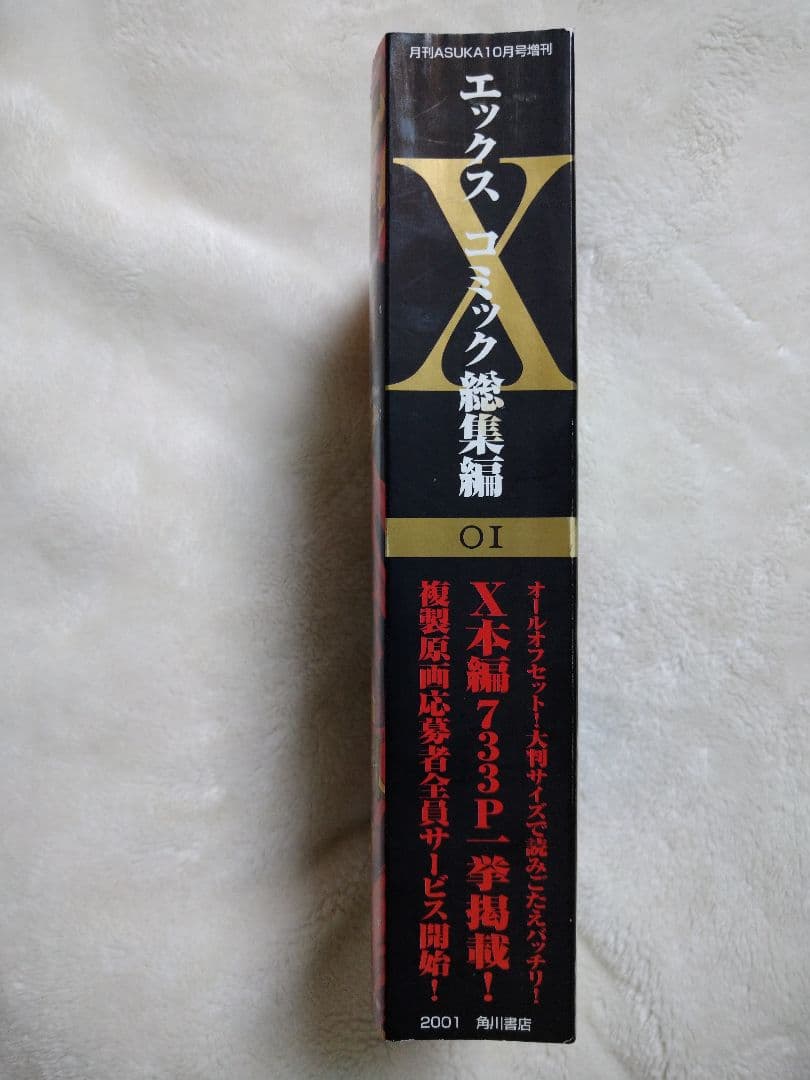 月刊ASUKA10月号増刊
X
エックス コミック総集編
01
オールオフセット!大判サイズで読みごたえバッチリ!
X本編733P一挙掲載!
複製原画応募者全員サービス開始!
2001 角川書店